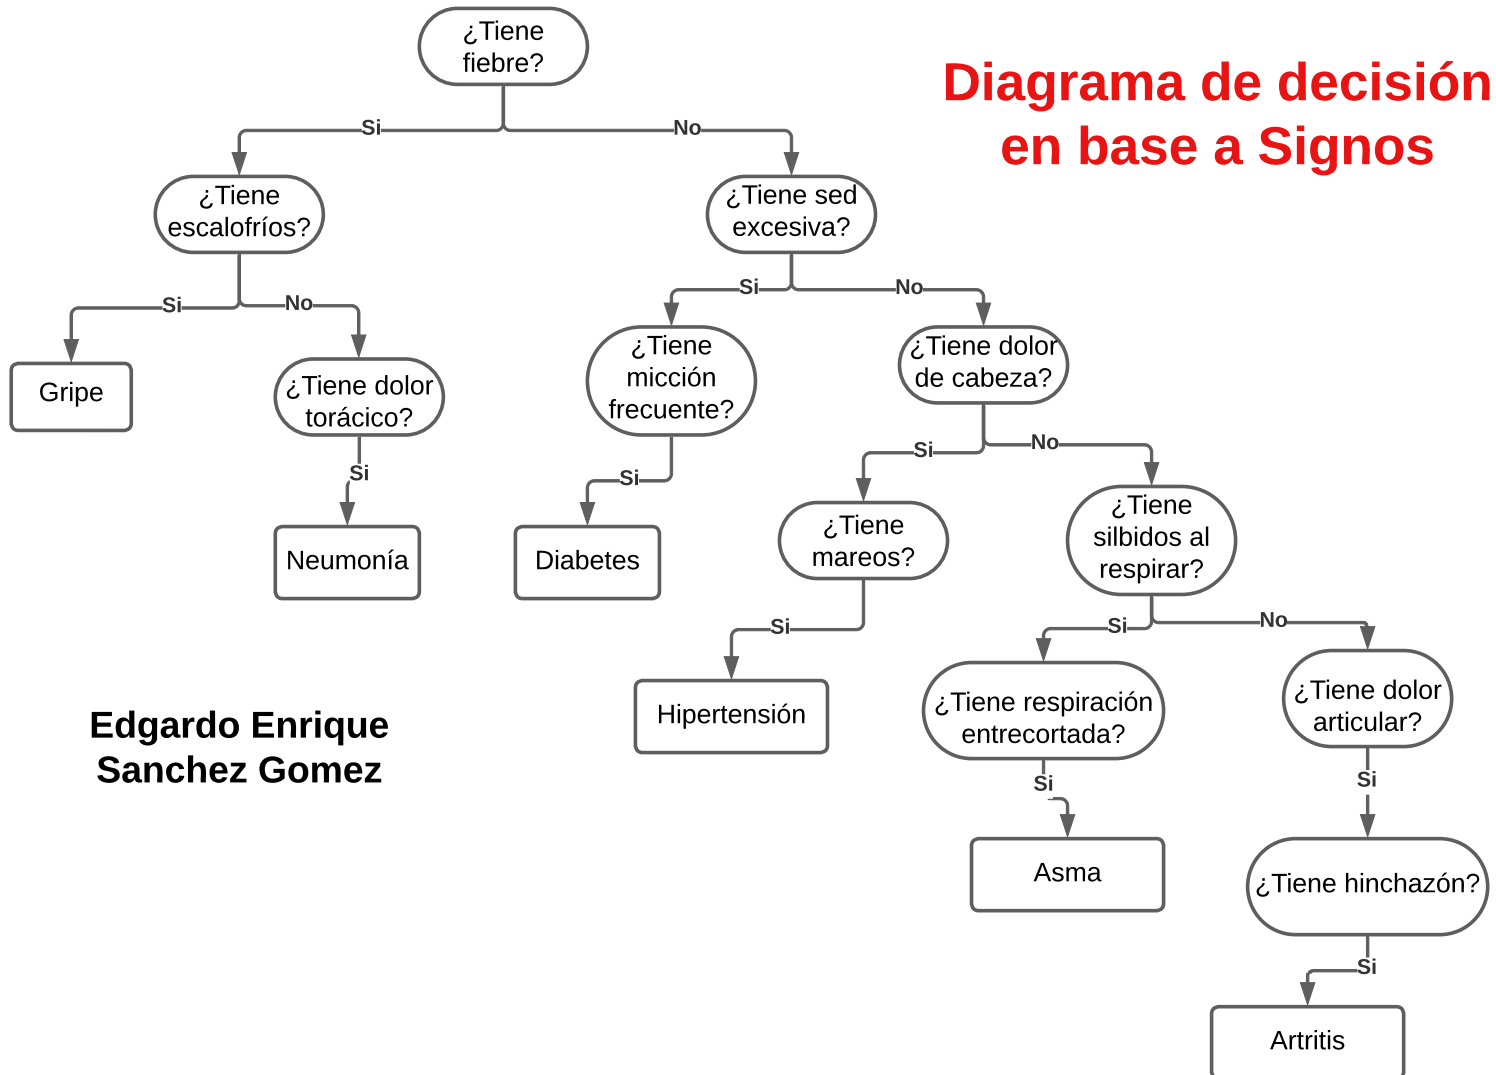 ¿Tiene
fiebre?
Diagrama de decisión
en base a Signos
Si
No
¿Tiene
escalofríos?
¿Tiene sed
excesiva?
Si
No
Si
No
Gripe
¿Tiene dolor
torácico?
¿Tiene
micción
frecuente?
¿Tiene dolor
de cabeza?
Si
Si
Si
No
Neumonía
Diabetes
¿Tiene
mareos?
¿Tiene
silbidos al
respirar?
Si
Si
No
Hipertensión
¿Tiene respiración
entrecortada?
¿Tiene dolor
articular?
Edgardo Enrique
Sanchez Gomez
Si
Si
Asma
¿Tiene hinchazón?
Si
Artritis